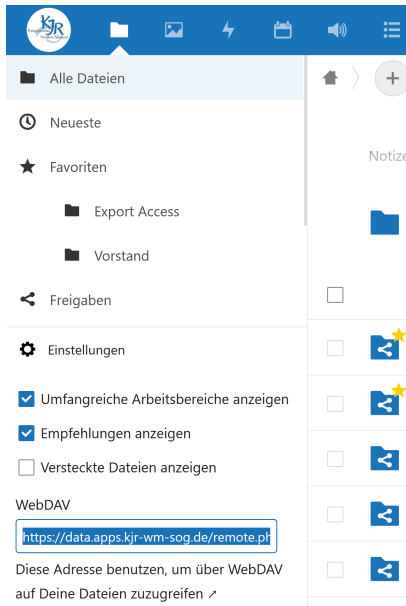 KJR
Alle Dateien
Neueste
Favoriten
Export Access
Vorstand
Freigaben
Einstellungen
Umfangreiche Arbeitsbereiche anzeigen
Empfehlungen anzeigen
Versteckte Dateien anzeigen
WebDAV
https://data.apps.kjr-wm-sog.de/remote.ph
Diese Adresse benutzen, um über WebDAV
auf Deine Dateien zuzugreifen ↗
Notize